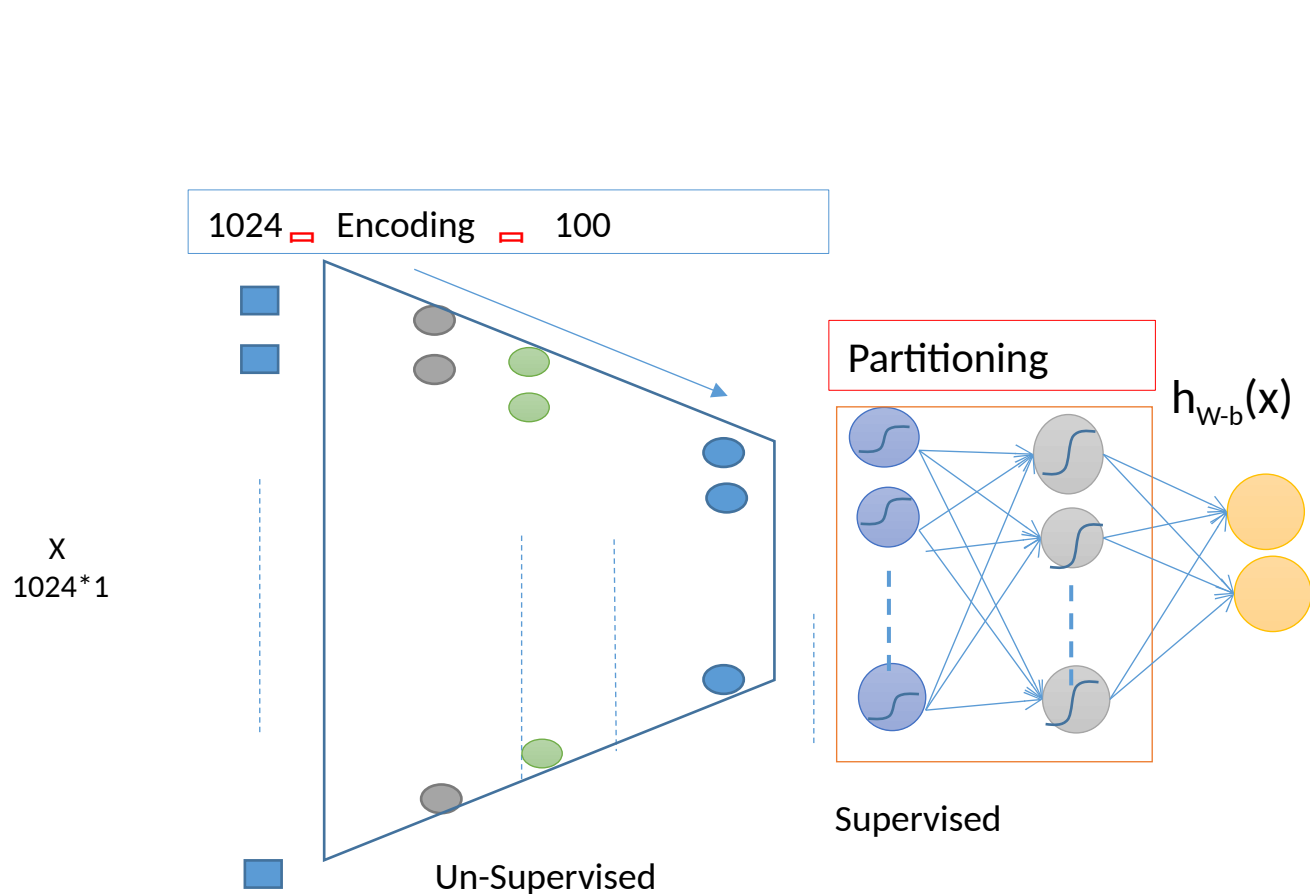 1024 Encoding 100
Partitioning
hW-b(x)
X
1024*1
Supervised
Un-Supervised